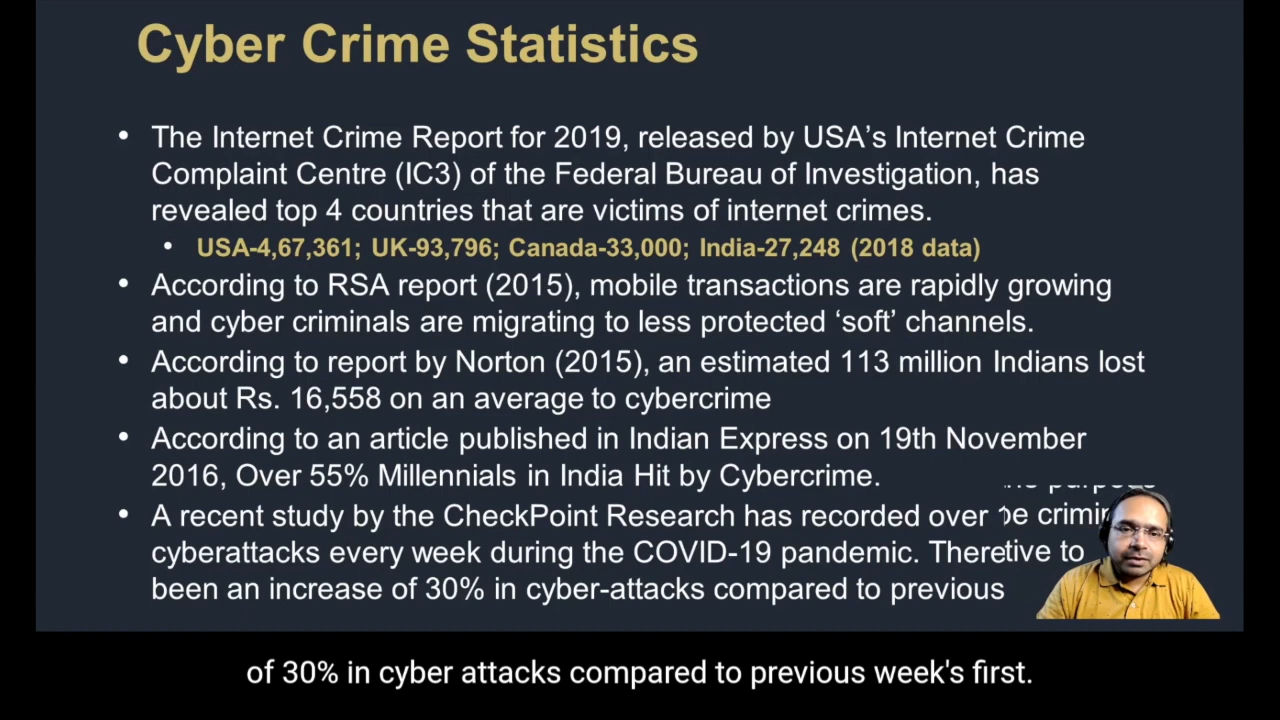 Cyber Crime Statistics
• The Internet Crime Report for 2019, released by USA's Internet Crime
Complaint Centre (IC3) of the Federal Bureau of Investigation, has
revealed top 4 countries that are victims of internet crimes.
• USA-4,67,361; UK-93,796; Canada-33,000; India-27,248 (2018 data)
• According to RSA report (2015), mobile transactions are rapidly growing
and cyber criminals are migrating to less protected ‘soft’ channels.
• According to report by Norton (2015), an estimated 113 million Indians lost
about Rs. 16,558 on an average to cybercrime
• According to an article published in Indian Express on 19th November
2016, Over 55% Millennials in India Hit by Cybercrime.
• A recent study by the CheckPoint Research has recorded over
cyberattacks every week during the COVID-19 pandemic. There to
been an increase of 30% in cyber-attacks compared to previous
of 30% in cyber attacks compared to previous week's first.